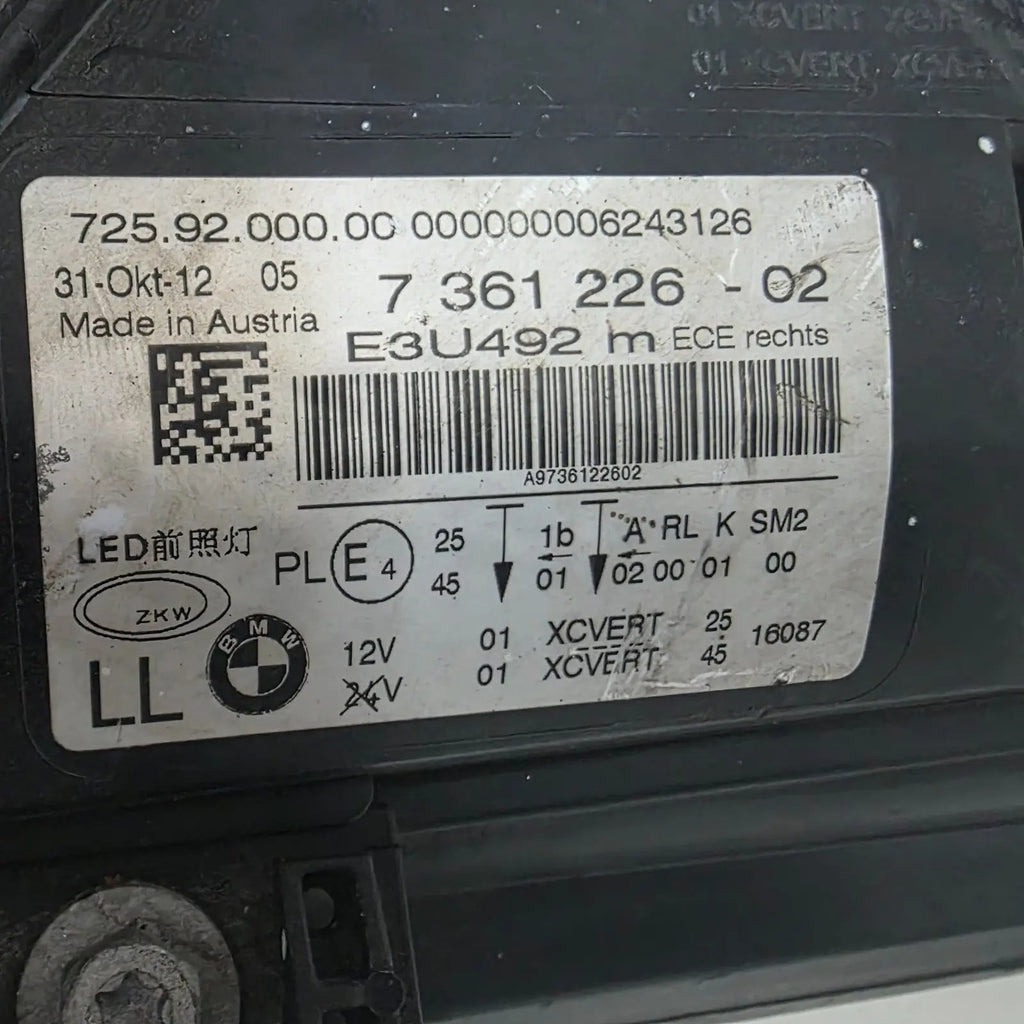 01 XCVERT
01 XCVERT
725.92.000.00 000000006243126
31-Okt-12 05 7 361 226 - 02
Made in Austria E3U492 m ECE rechts
A9736122602
LED前照灯 PL E4 25 1b A RL K SM2
45 01 02 00 01 00
ZKW
BMW
12V 01 XCVERT 25 16087
24V 01 XCVERT 45
LL